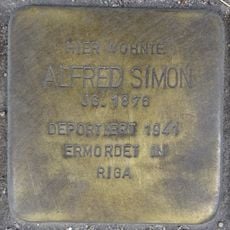 HIER WOHNTE
ALFRED SIMON
JG. 1876
DEPORTIERT 1941
ERMORDET IN
RIGA